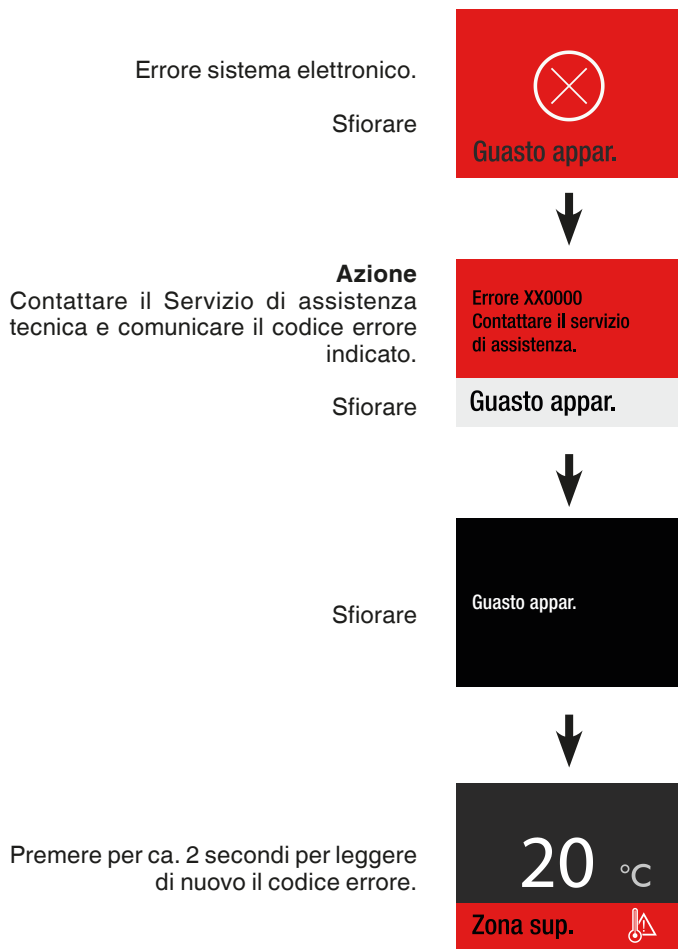 Errore sistema elettronico.
Sfiorare
Guasto appar.
Azione
Contattare il Servizio di assistenza
tecnica e comunicare il codice errore
indicato.
Sfiorare
Errore XX0000
Contattare il servizio
di assistenza.
Guasto appar.
Sfiorare
Guasto appar.
Premere per ca. 2 secondi per leggere
di nuovo il codice errore.
20 °C
Zona sup.